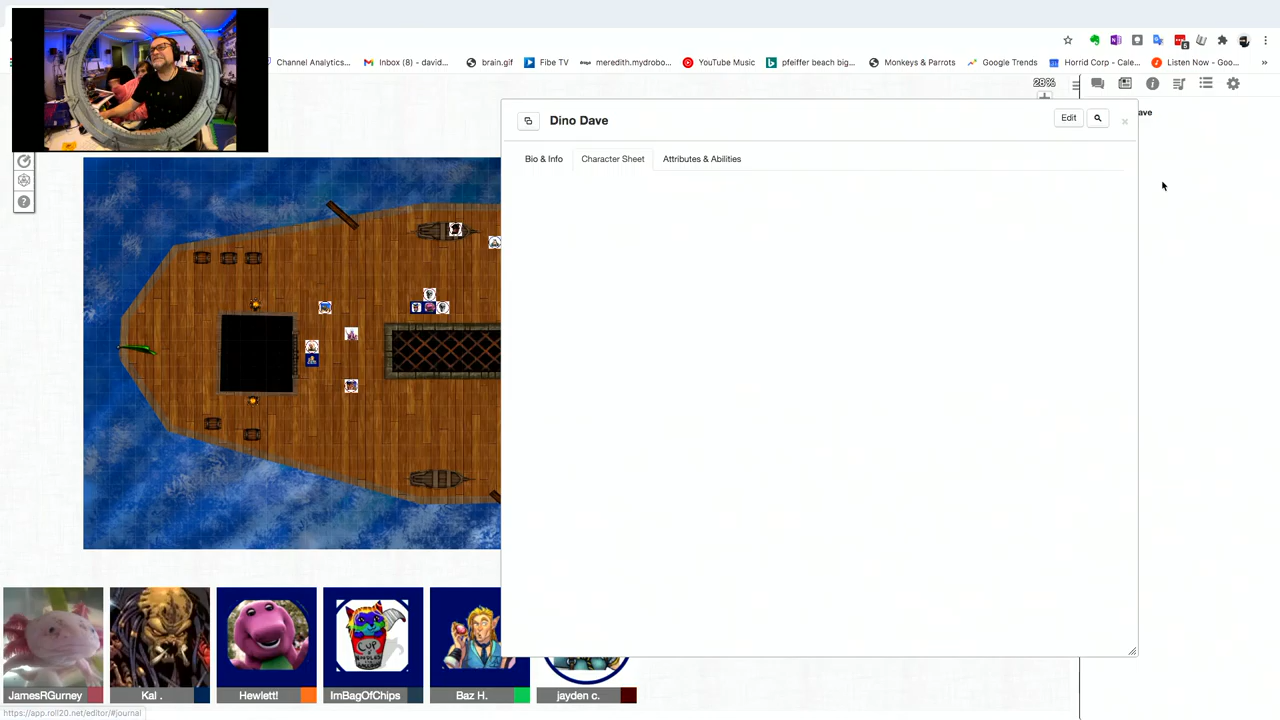 Channel Analytics...
Inbox (8) - david...
brain.gif
Fibe TV
meredith.mydrobo...
YouTube Music
pfeiffer beach big...
Monkeys & Parrots
Google Trends
Horrid Corp - Cale...
Listen Now - Goo...
»
28%
Dino Dave
Edit
ave
Bio & Info
Character Sheet
Attributes & Abilities
CUP
JamesRGurney
Kal .
Hewlett!
ImBagOfChips
Baz H.
jayden c.
https://app.roll20.net/editor/#journal